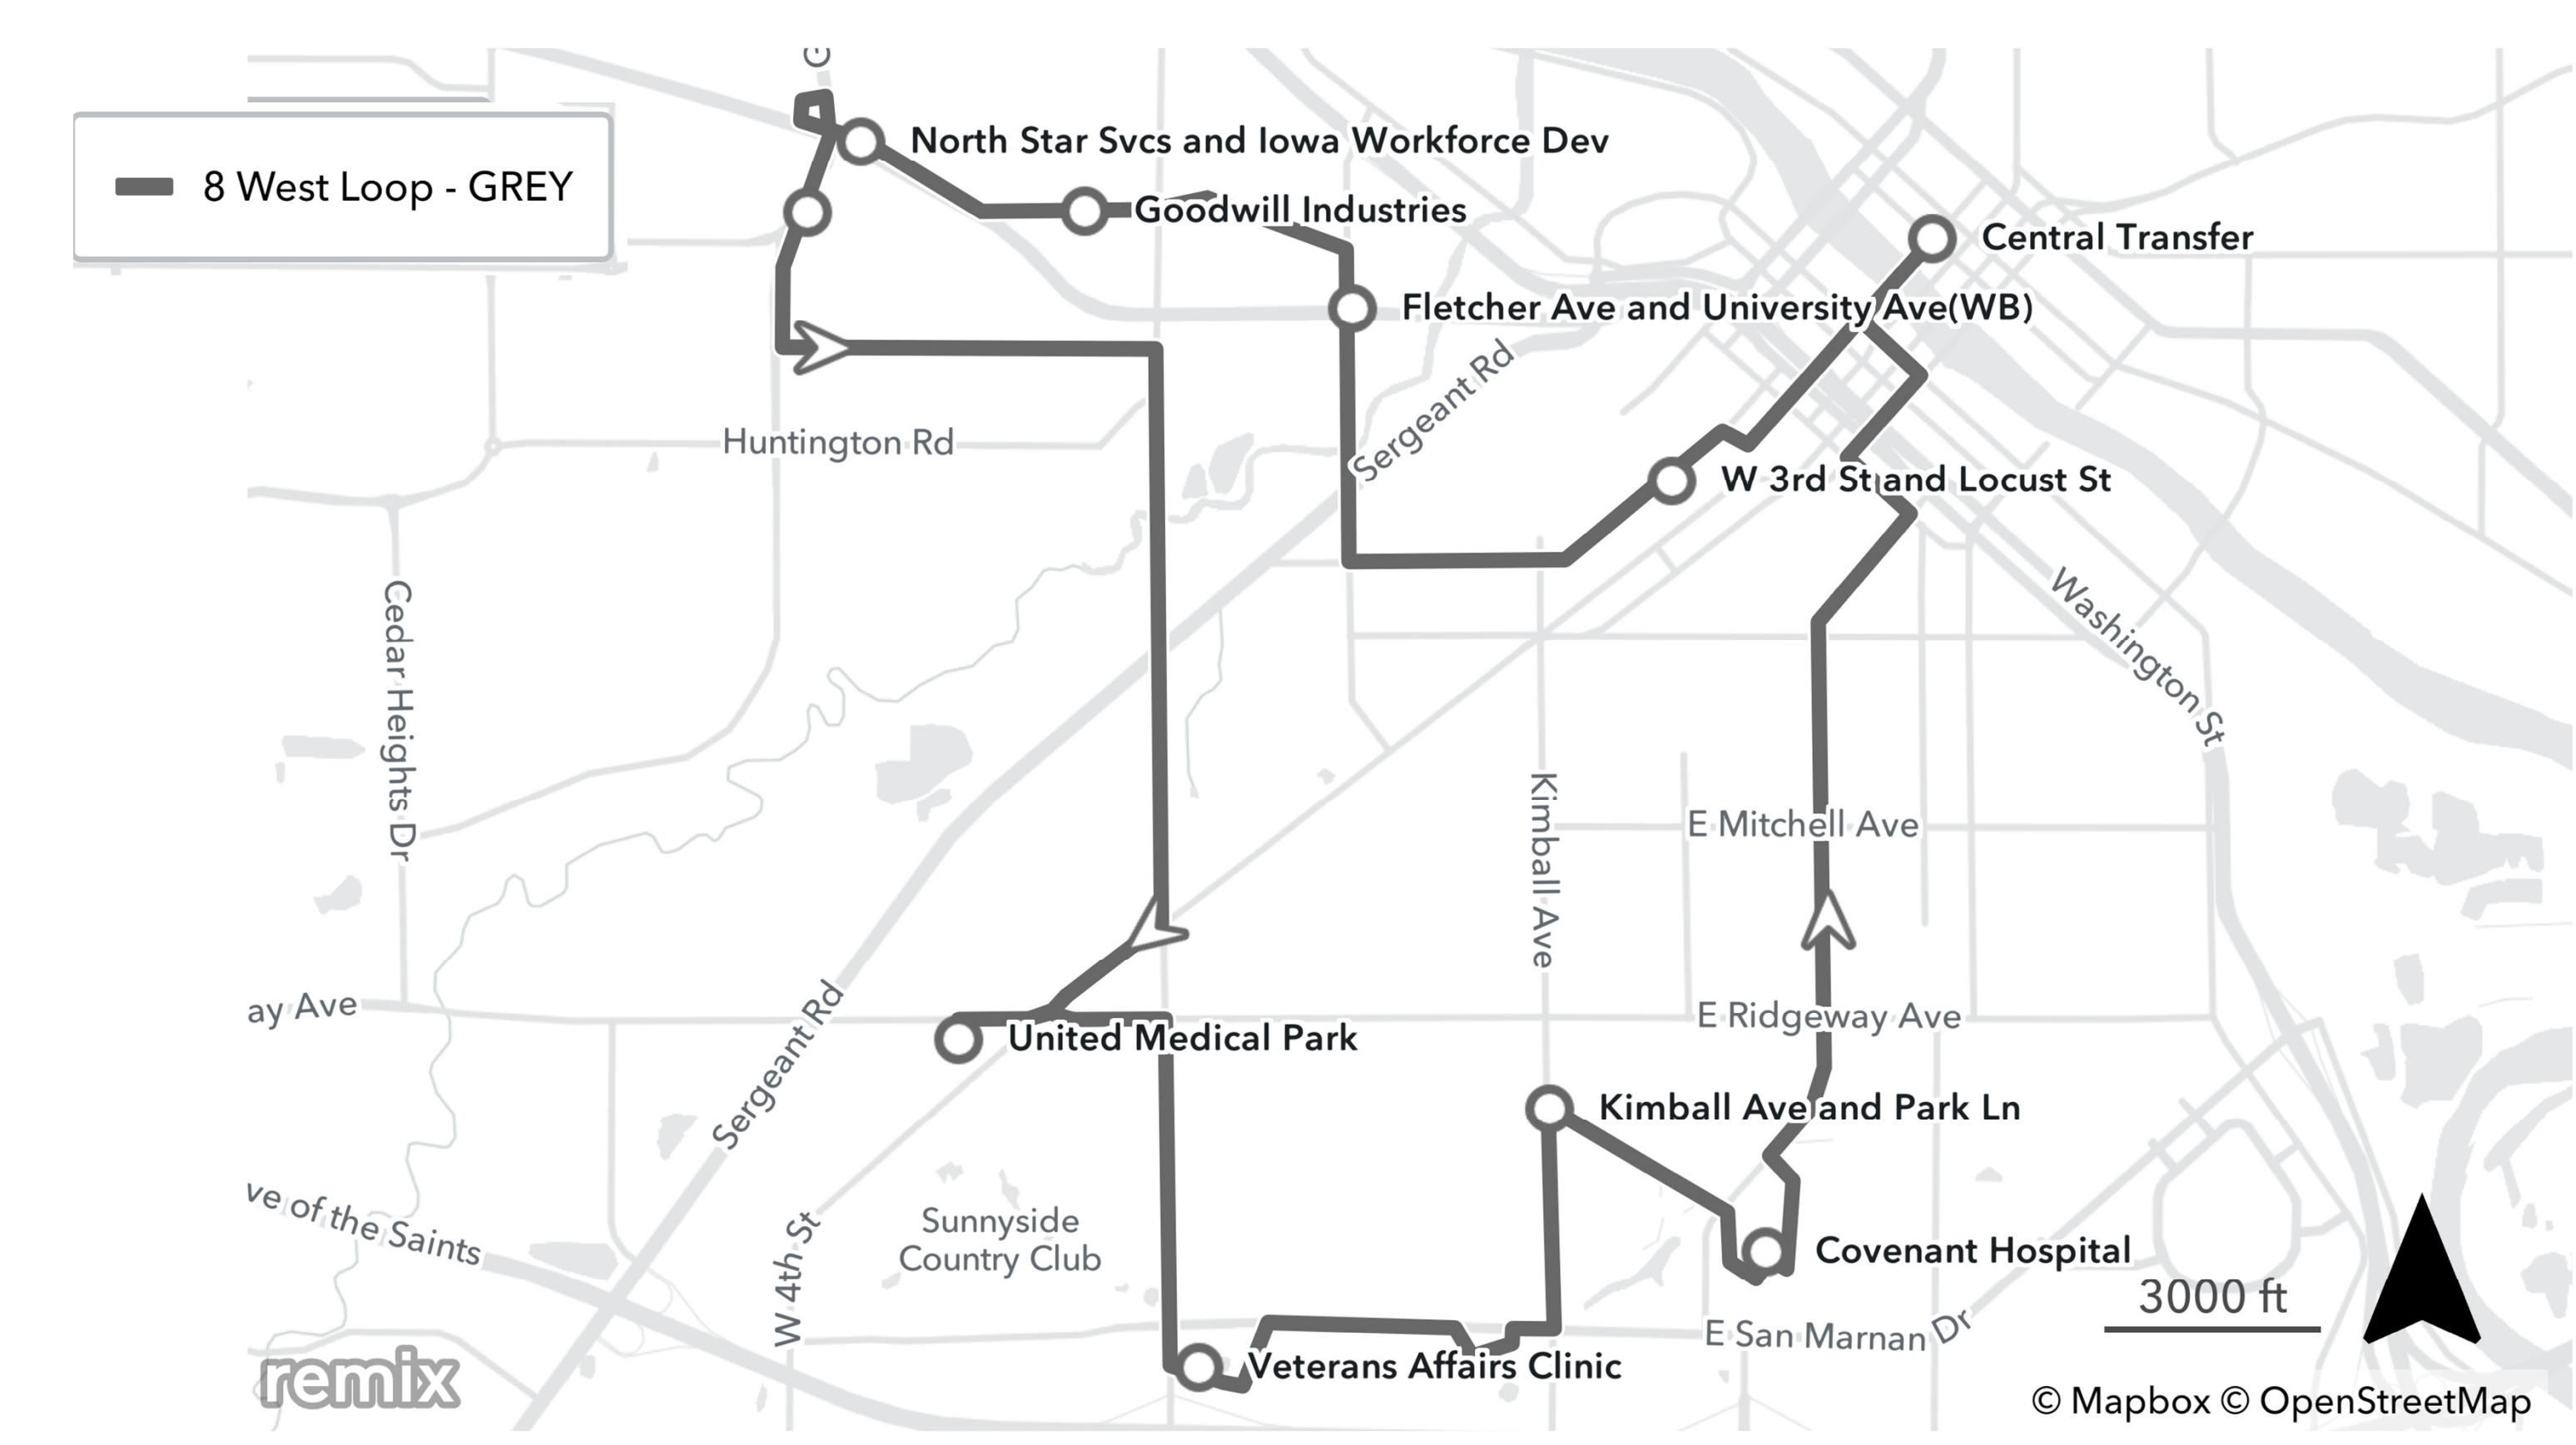 G
8 West Loop - GREY
North Star Svcs and Iowa Workforce Dev
Goodwill Industries
Central Transfer
Fletcher Ave and University Ave(WB)
Sergeant Rd
Huntington Rd
W 3rd St and Locust St
Washington St
Cedar Heights Dr
Kimball Ave
E Mitchell Ave
ay Ave
E Ridgeway Ave
United Medical Park
Sergeant Rd
Kimball Ave and Park Ln
ve of the Saints
W 4th St
Sunnyside
Country Club
Covenant Hospital
3000 ft
E San Marnan Dr
Veterans Affairs Clinic
remix
© Mapbox © OpenStreetMap